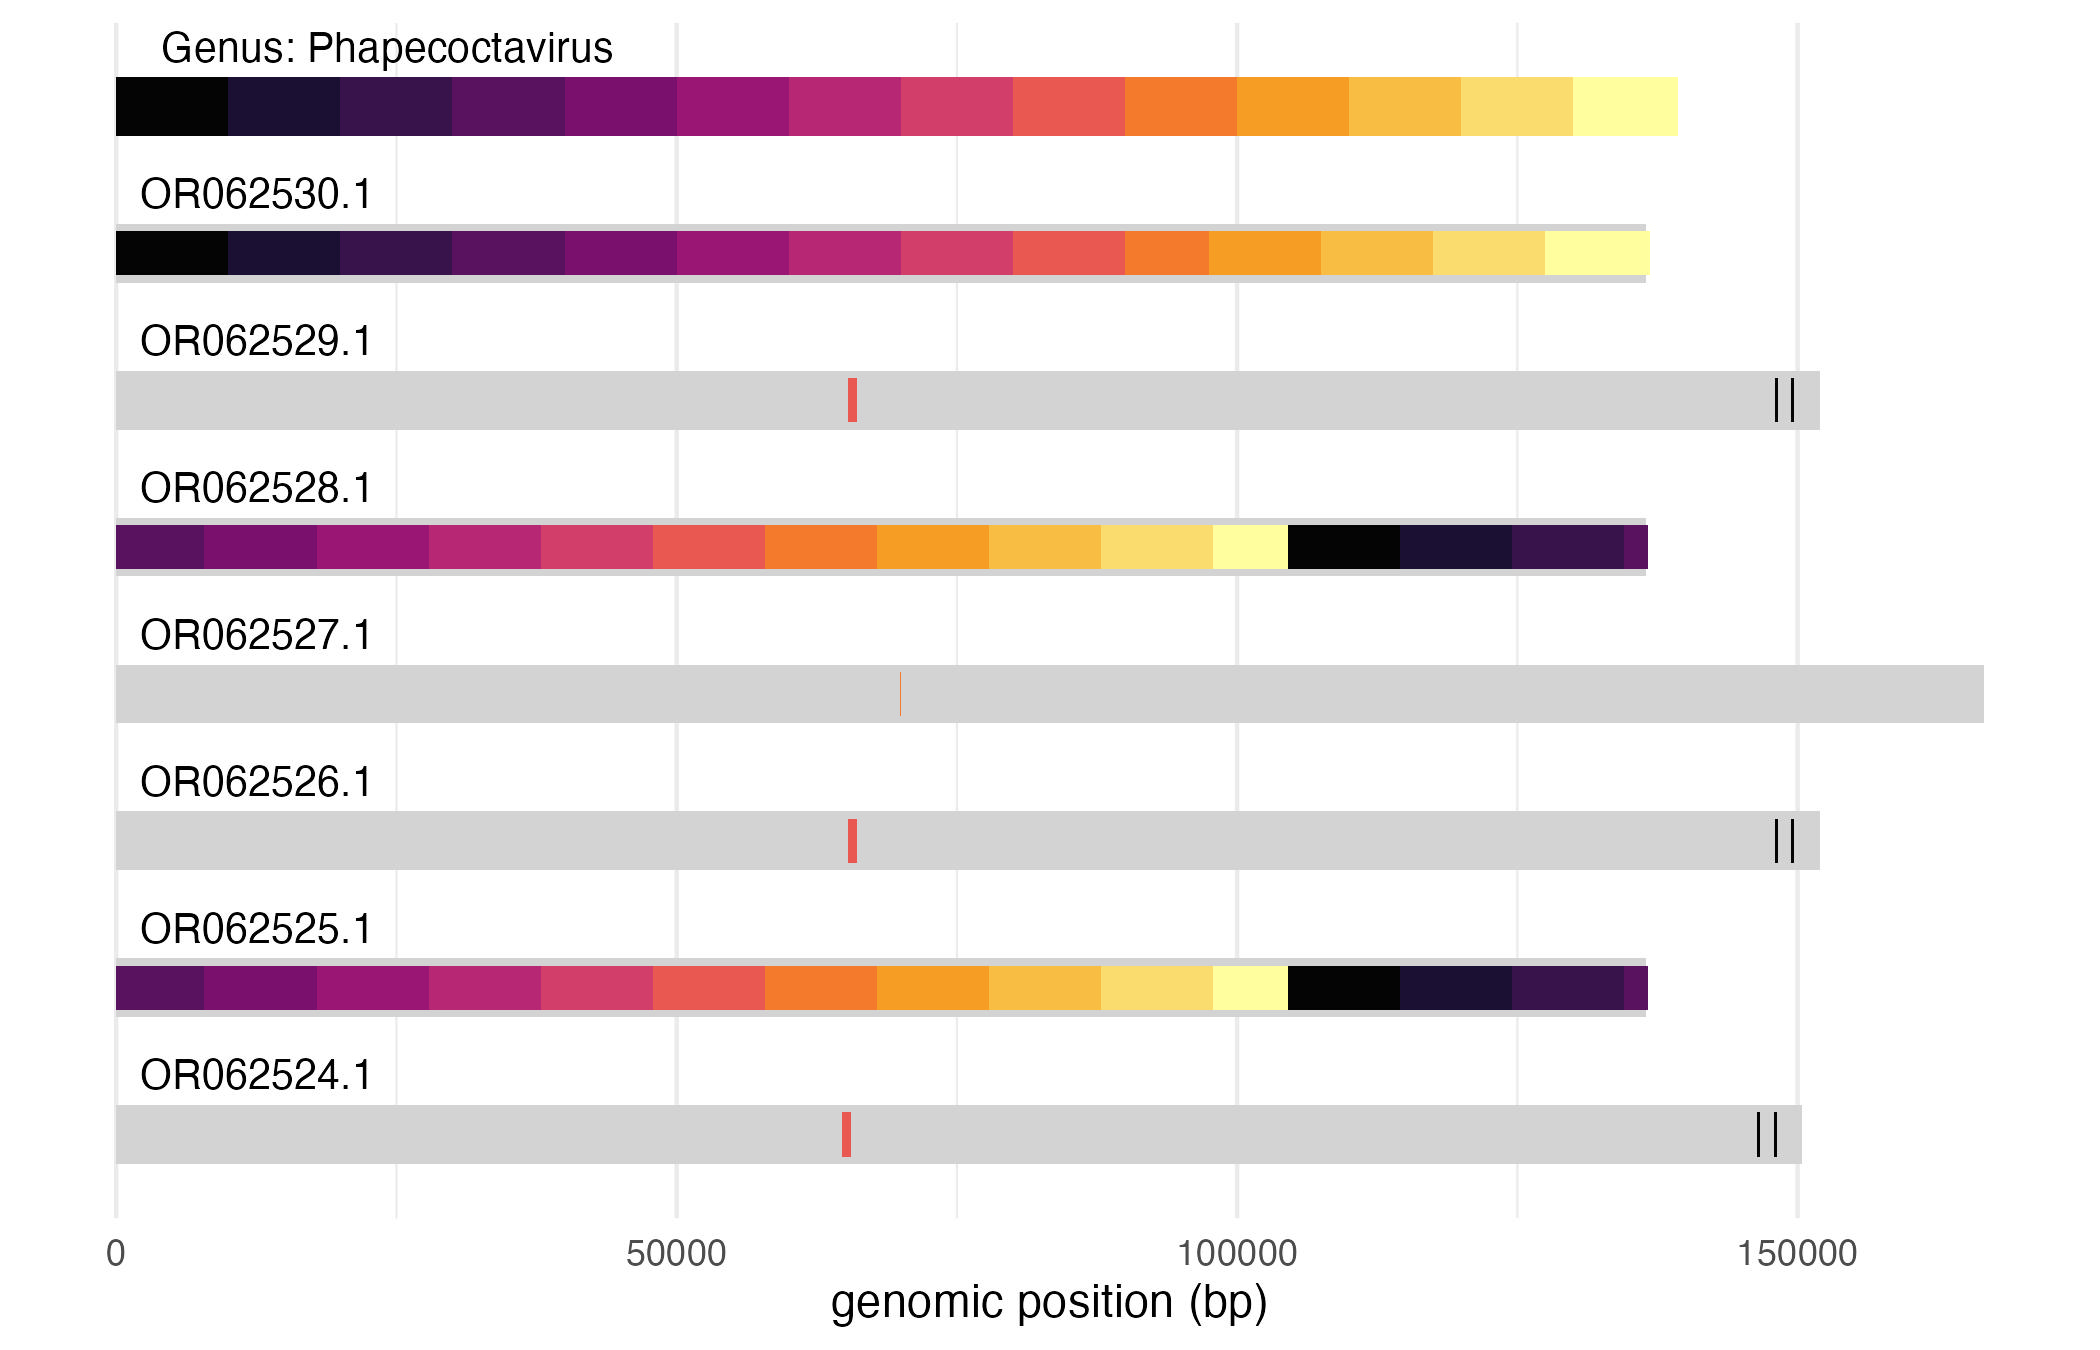 Genus: Phapecoctavirus
OR062530.1
OR062529.1
OR062528.1
OR062527.1
OR062526.1
OR062525.1
OR062524.1
0 50000 100000 150000
genomic position (bp)